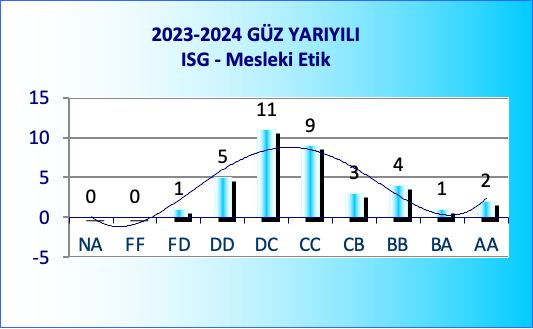 2023-2024 GÜZ YARIYILI
ISG - Mesleki Etik
15
10
5
0
-5
0 0 1 5 11 9 3 4 1 2
NA FF FD DD DC CC CB BB BA AA